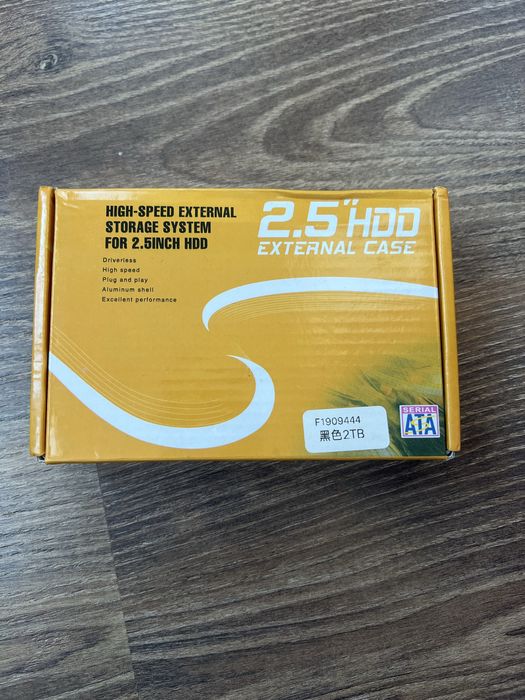 HIGH-SPEED EXTERNAL
STORAGE SYSTEM
FOR 2.5INCH HDD
Driverless
High speed
Plug and play
Aluminum shell
Excellent performance
2.5" HDD
EXTERNAL CASE
F1909444
黑色2TB
SERIAL
ATA